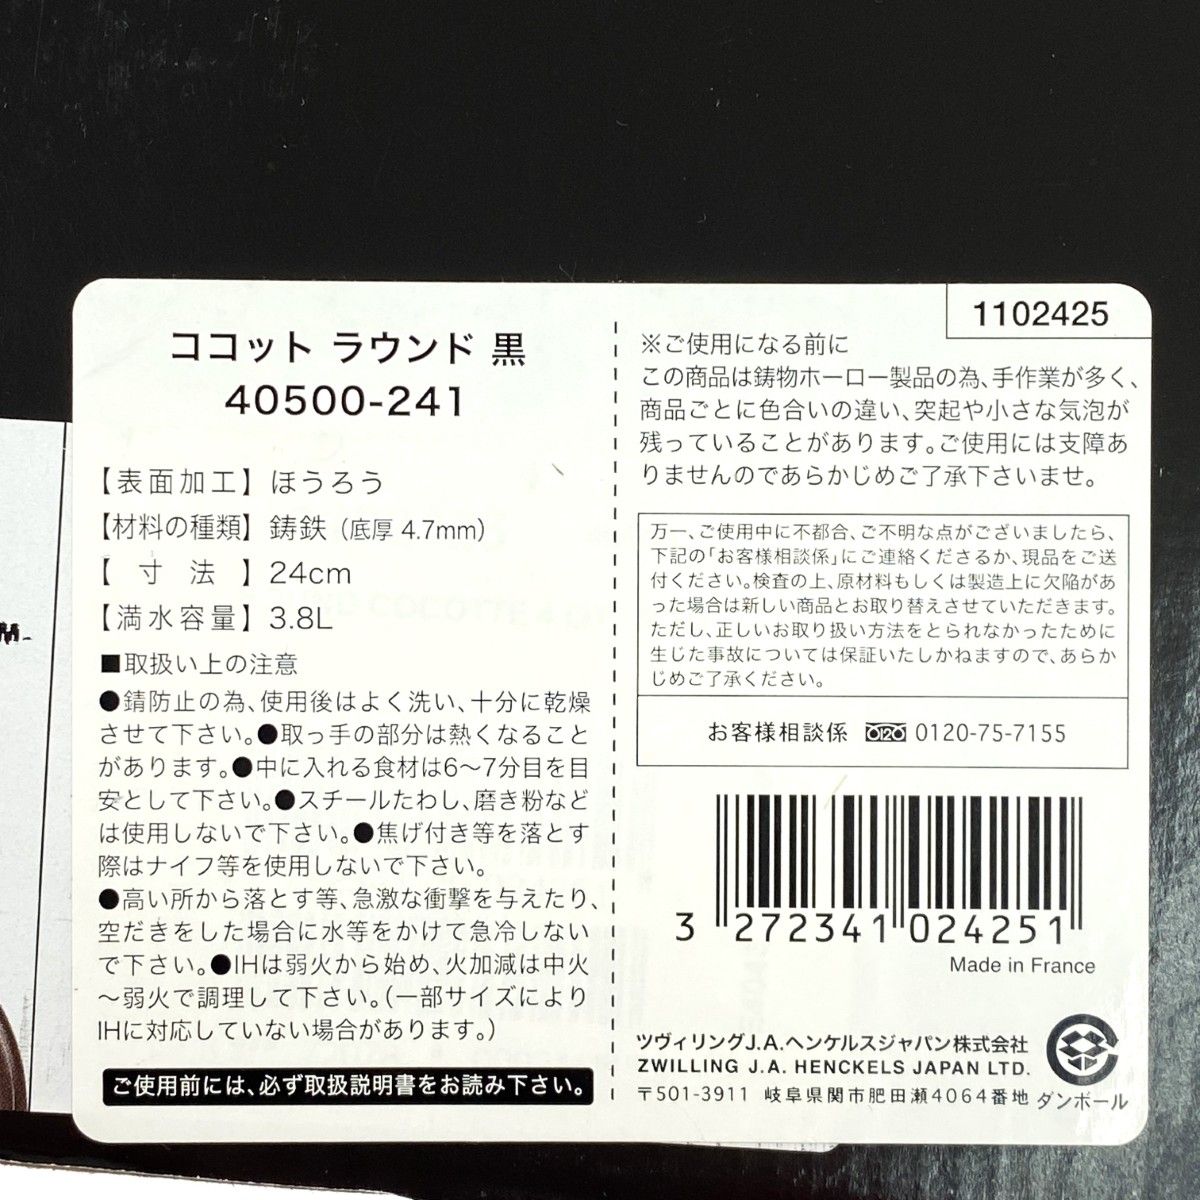 ココット ラウンド 黒
40500-241
【表面加工】ほうろう
【材料の種類】鋳鉄（底厚 4.7mm）
【 寸 法 】24cm
【満水容量】3.8L
■取扱い上の注意
●錆防止の為、使用後はよく洗い、十分に乾燥
させて下さい。●取っ手の部分は熱くなること
があります。●中に入れる食材は6～7分目を目
安として下さい。●スチールたわし、磨き粉など
は使用しないで下さい。●焦げ付き等を落とす
際はナイフ等を使用しないで下さい。
●高い所から落とす等、急激な衝撃を与えたり、
空だきをした場合に水等をかけて急冷しない
で下さい。●IHは弱火から始め、火加減は中火
～弱火で調理して下さい。（一部サイズにより
IHに対応していない場合があります。）
ご使用前には、必ず取扱説明書をお読み下さい。
1102425
※ご使用になる前に
この商品は鋳物ホーロー製品の為、手作業が多く、
商品ごとに色合いの違い、突起や小さな気泡が
残っていることがあります。ご使用には支障あ
りませんのであらかじめご了承下さいませ。
万一、ご使用中に不都合、ご不明な点がございましたら、
下記の「お客様相談係」にご連絡くださるか、現品をご送
付ください。検査の上、原材料もしくは製造上に欠陥があ
った場合は新しい商品とお取り替えさせていただきます。
ただし、正しいお取り扱い方法をとられなかったために
生じた事故については保証いたしかねますので、あらか
じめご了承ください。
お客様相談係 0120-75-7155
3 272341 024251
Made in France
ツヴィリングJ.A.ヘンケルスジャパン株式会社
ZWILLING J.A. HENCKELS JAPAN LTD.
〒501-3911 岐阜県関市肥田瀬4064番地
ダンボール